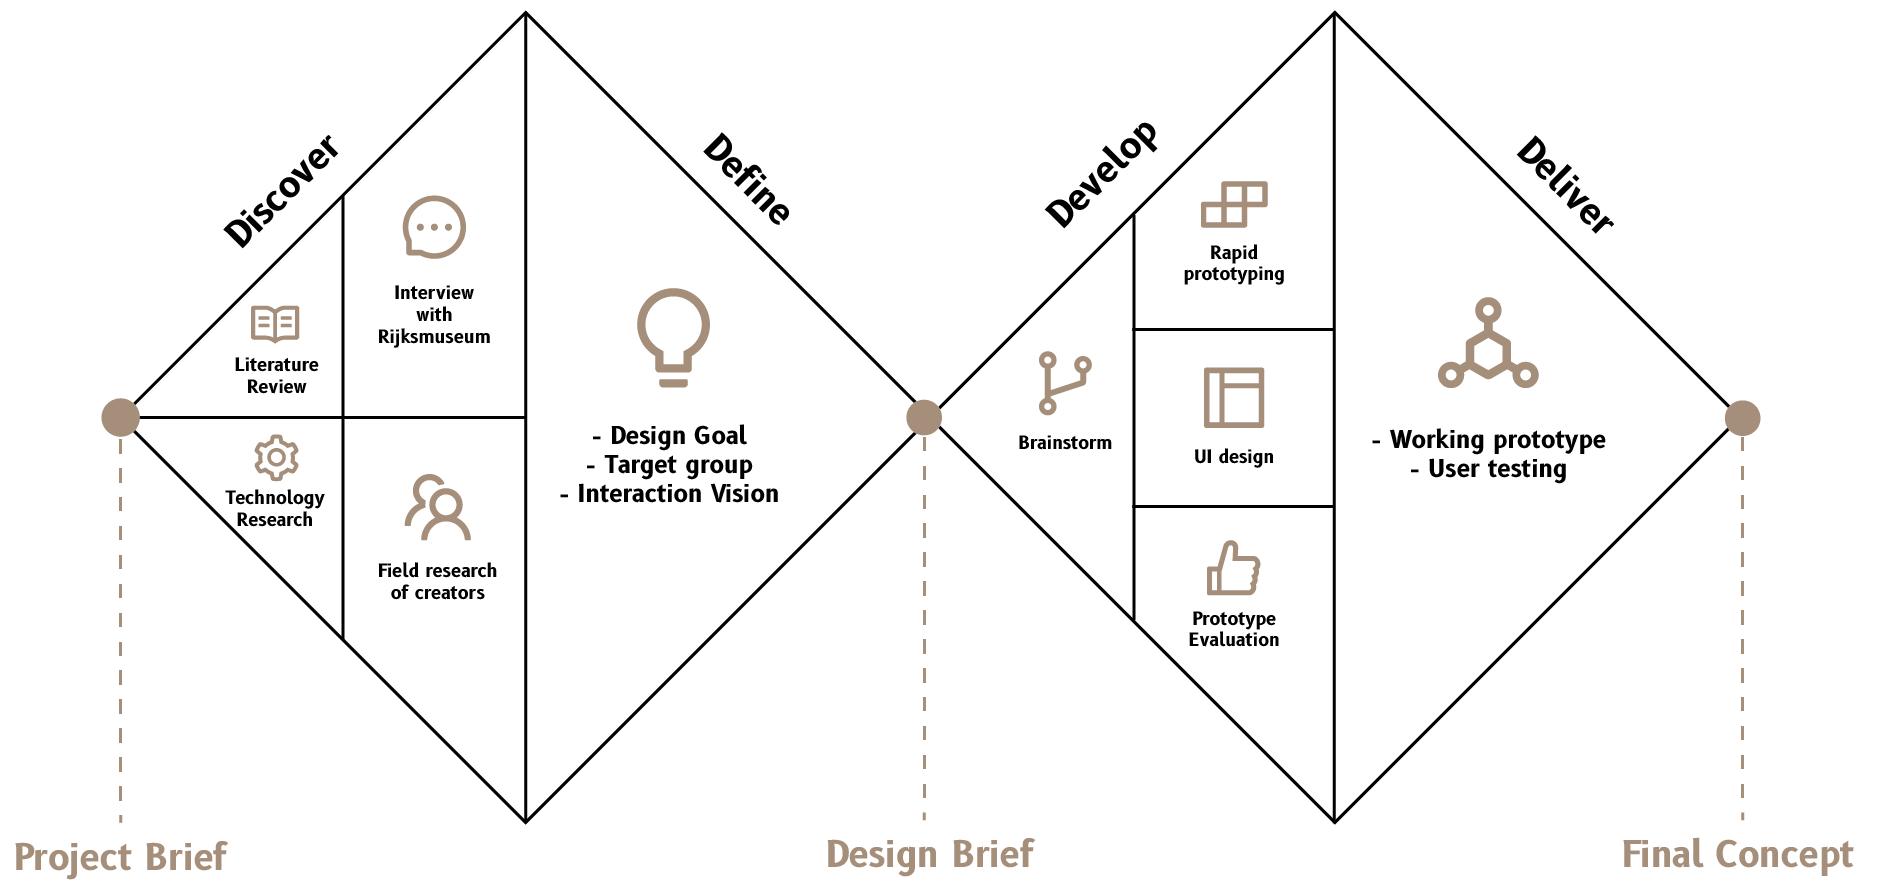 Discover
Literature
Review
Interview
with
Rijksmuseum
Technology
Research
Field research
of creators
Define
- Design Goal
- Target group
- Interaction Vision
Develop
Brainstorm
Rapid
prototyping
UI design
Prototype
Evaluation
Deliver
- Working prototype
- User testing
Project Brief
Design Brief
Final Concept